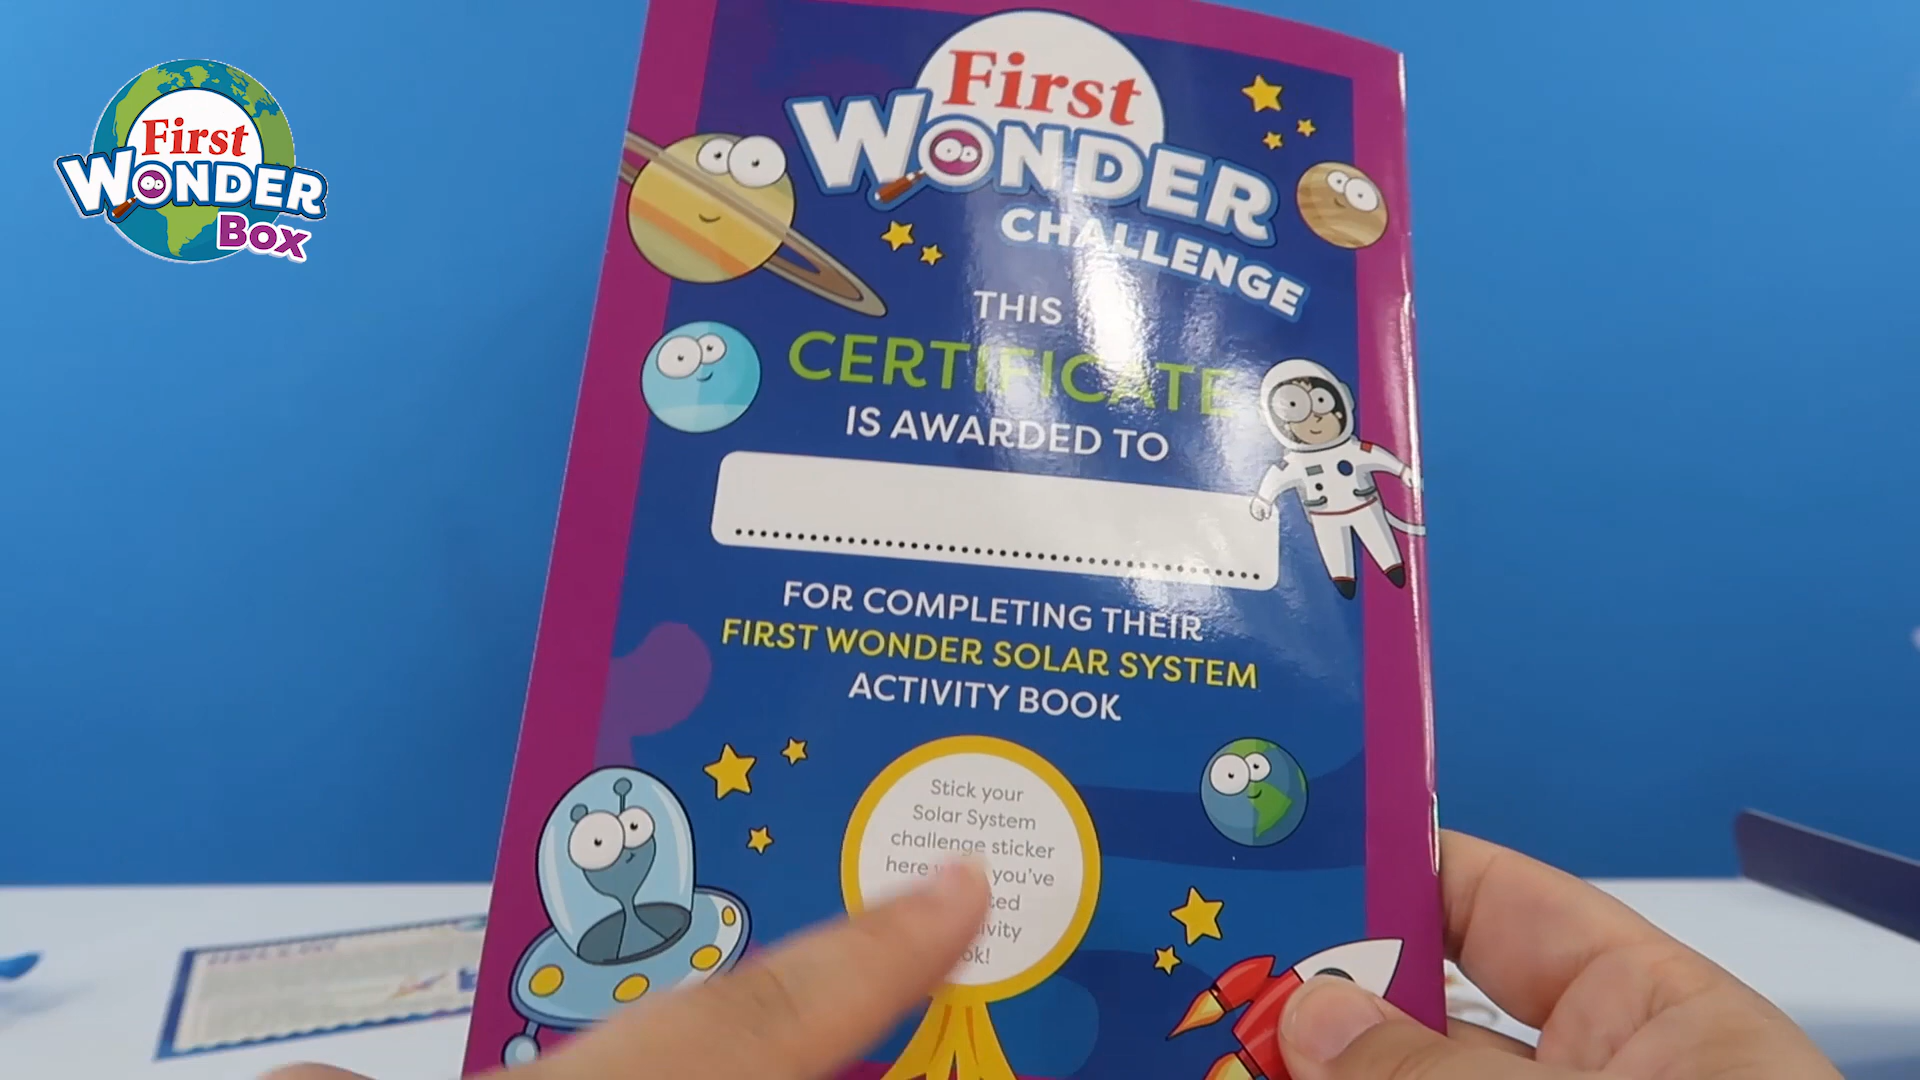 First
WONDER
BOX
First
WONDER
CHALLENGE
THIS
CERTIFICATE
IS AWARDED TO
FOR COMPLETING THEIR
FIRST WONDER SOLAR SYSTEM
ACTIVITY BOOK
Stick your
Solar System
challenge sticker
here you've